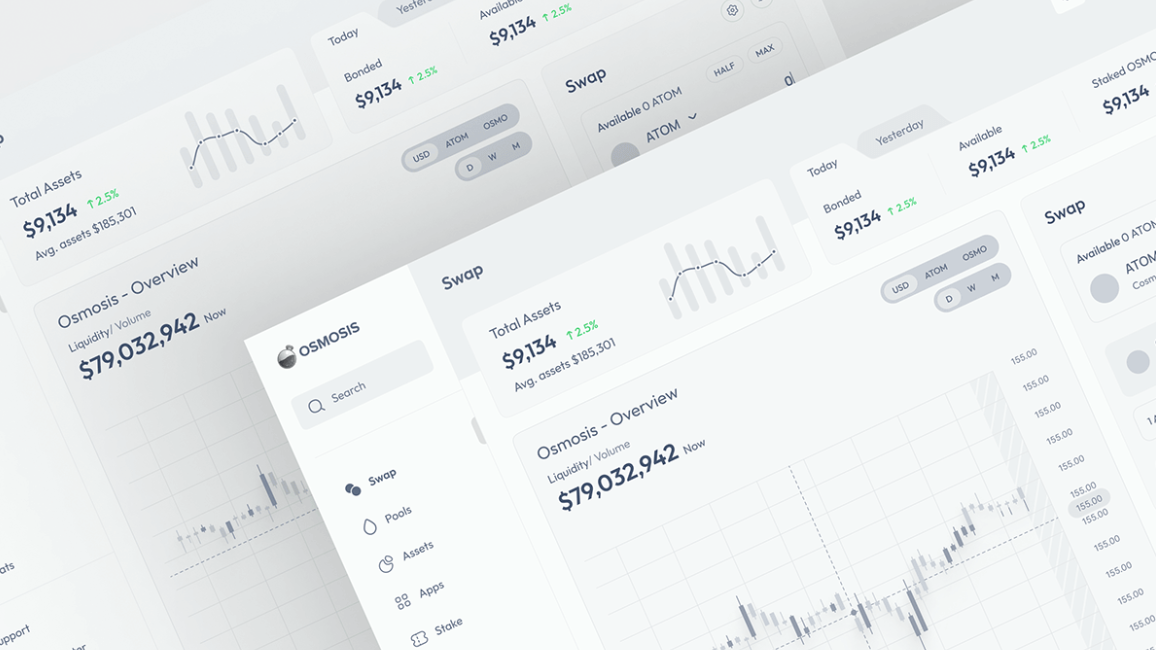 Today
Yesterday
Bonded
$9,134 ↑ 2.5%
Available
$9,134 ↑ 2.5%
Total Assets
$9,134 ↑ 2.5%
Avg. assets $185,301
USD ATOM OSMO
D W M
Swap
HALF MAX
Available 0 ATOM
ATOM
0
Osmosis - Overview
Liquidity/ Volume
$79,032,942 Now
OSMOSIS
Search
Swap
Pools
Assets
Apps
Stake
Swap
Total Assets
$9,134 ↑ 2.5%
Avg. assets $185,301
Today
Yesterday
Bonded
$9,134 ↑ 2.5%
Available
$9,134 ↑ 2.5%
Staked OSMO
$9,134
USD ATOM OSMO
D W M
Osmosis - Overview
Liquidity/ Volume
$79,032,942 Now
155.00
155.00
155.00
155.00
155.00
155.00
155.00
155.00
155.00
155.00
155.00
155.00
155.00
Swap
Available 0 ATOM
ATOM